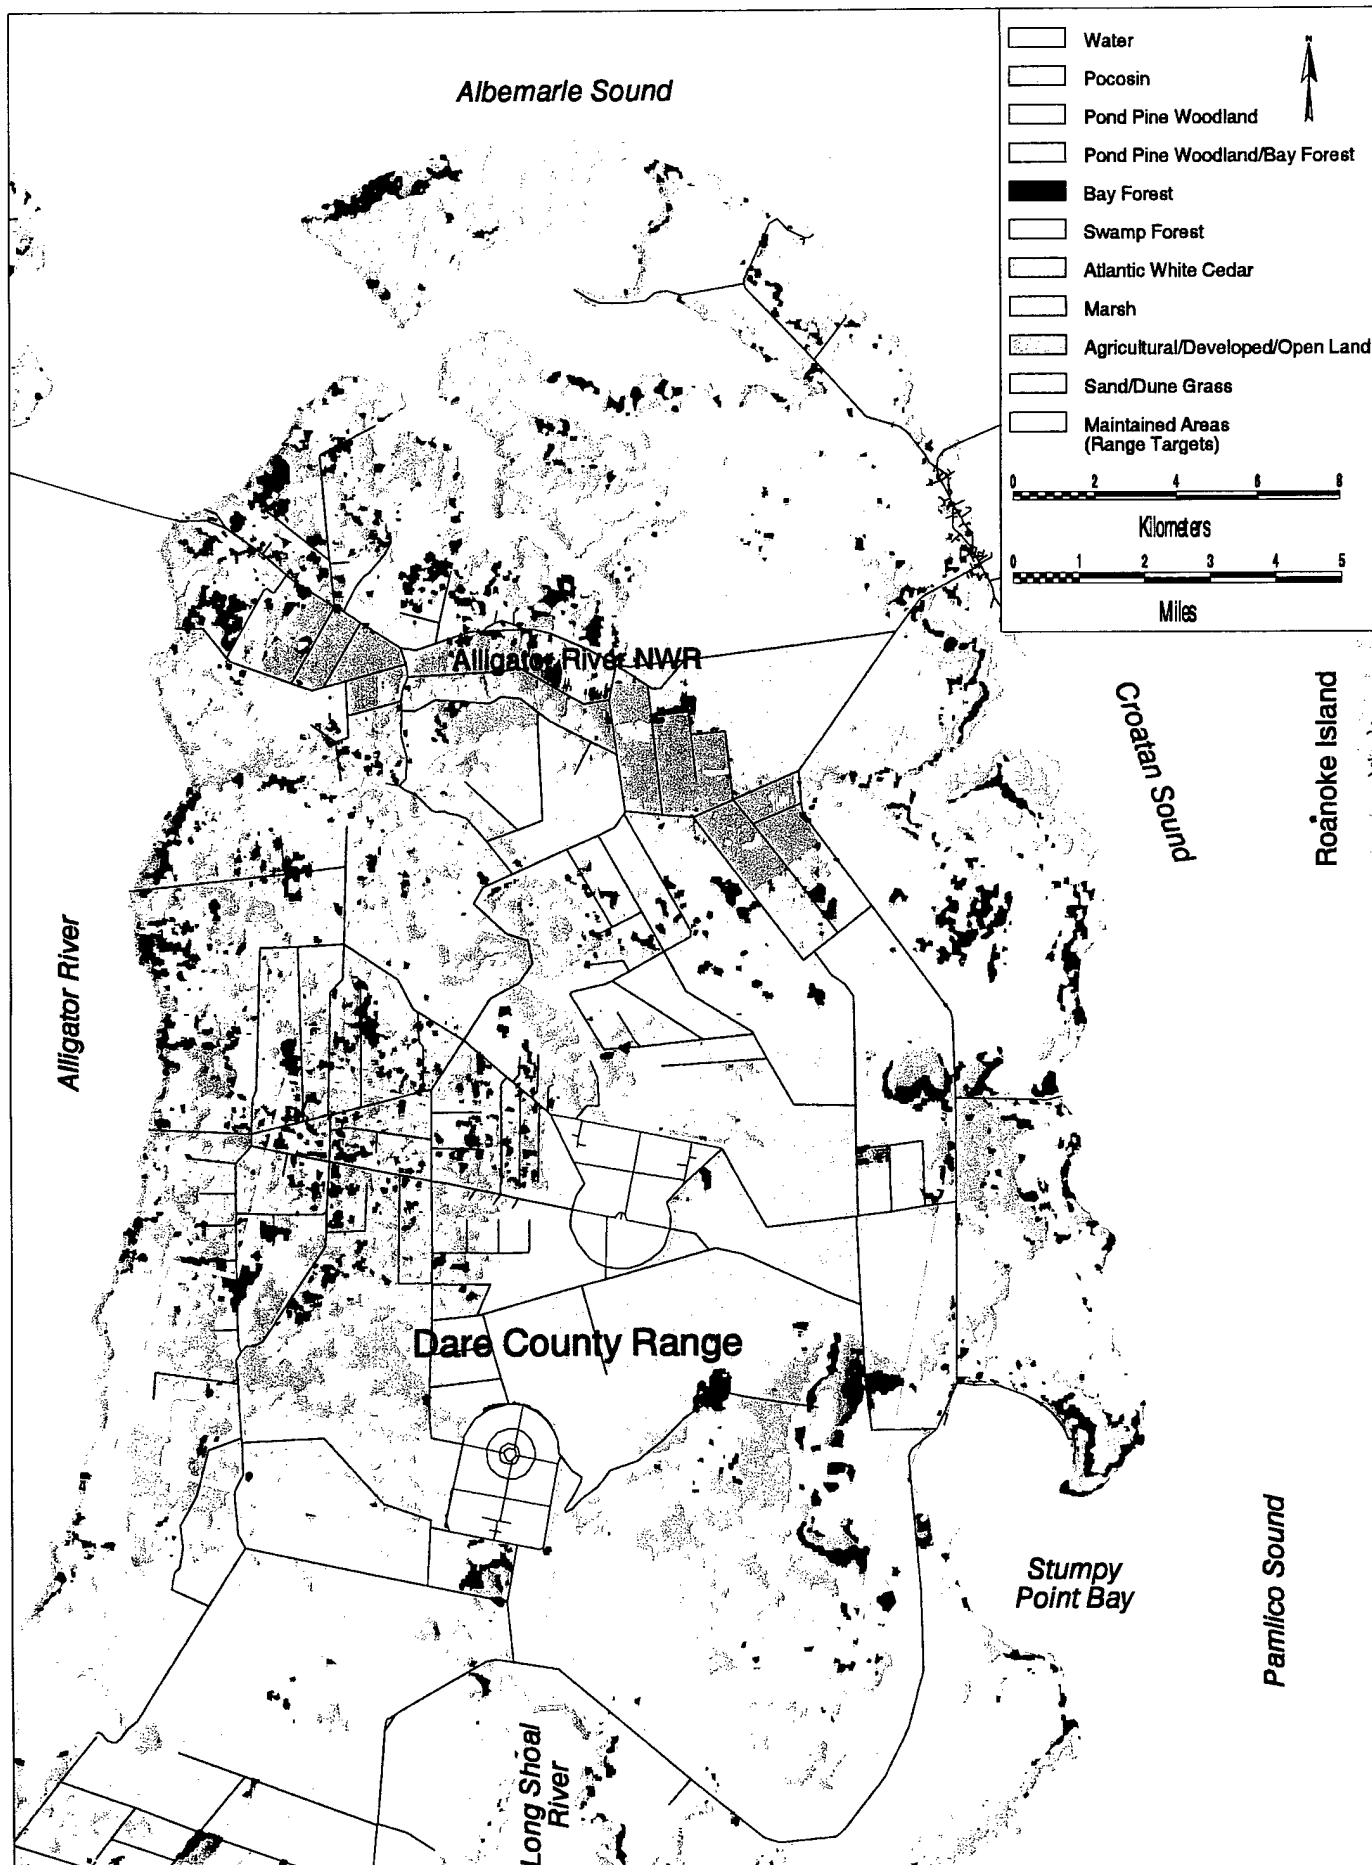 Albemarle Sound
Water
Pocosin
Pond Pine Woodland
Pond Pine Woodland/Bay Forest
Bay Forest
Swamp Forest
Atlantic White Cedar
Marsh
Agricultural/Developed/Open Land
Sand/Dune Grass
Maintained Areas
(Range Targets)
N
0 2 4 6 8
Kilometers
0 1 2 3 4 5
Miles
Alligator River NWR
Croatan Sound
Roanoke Island
Alligator River
Dare County Range
Stumpy
Point Bay
Pamlico Sound
Long Shoal
River